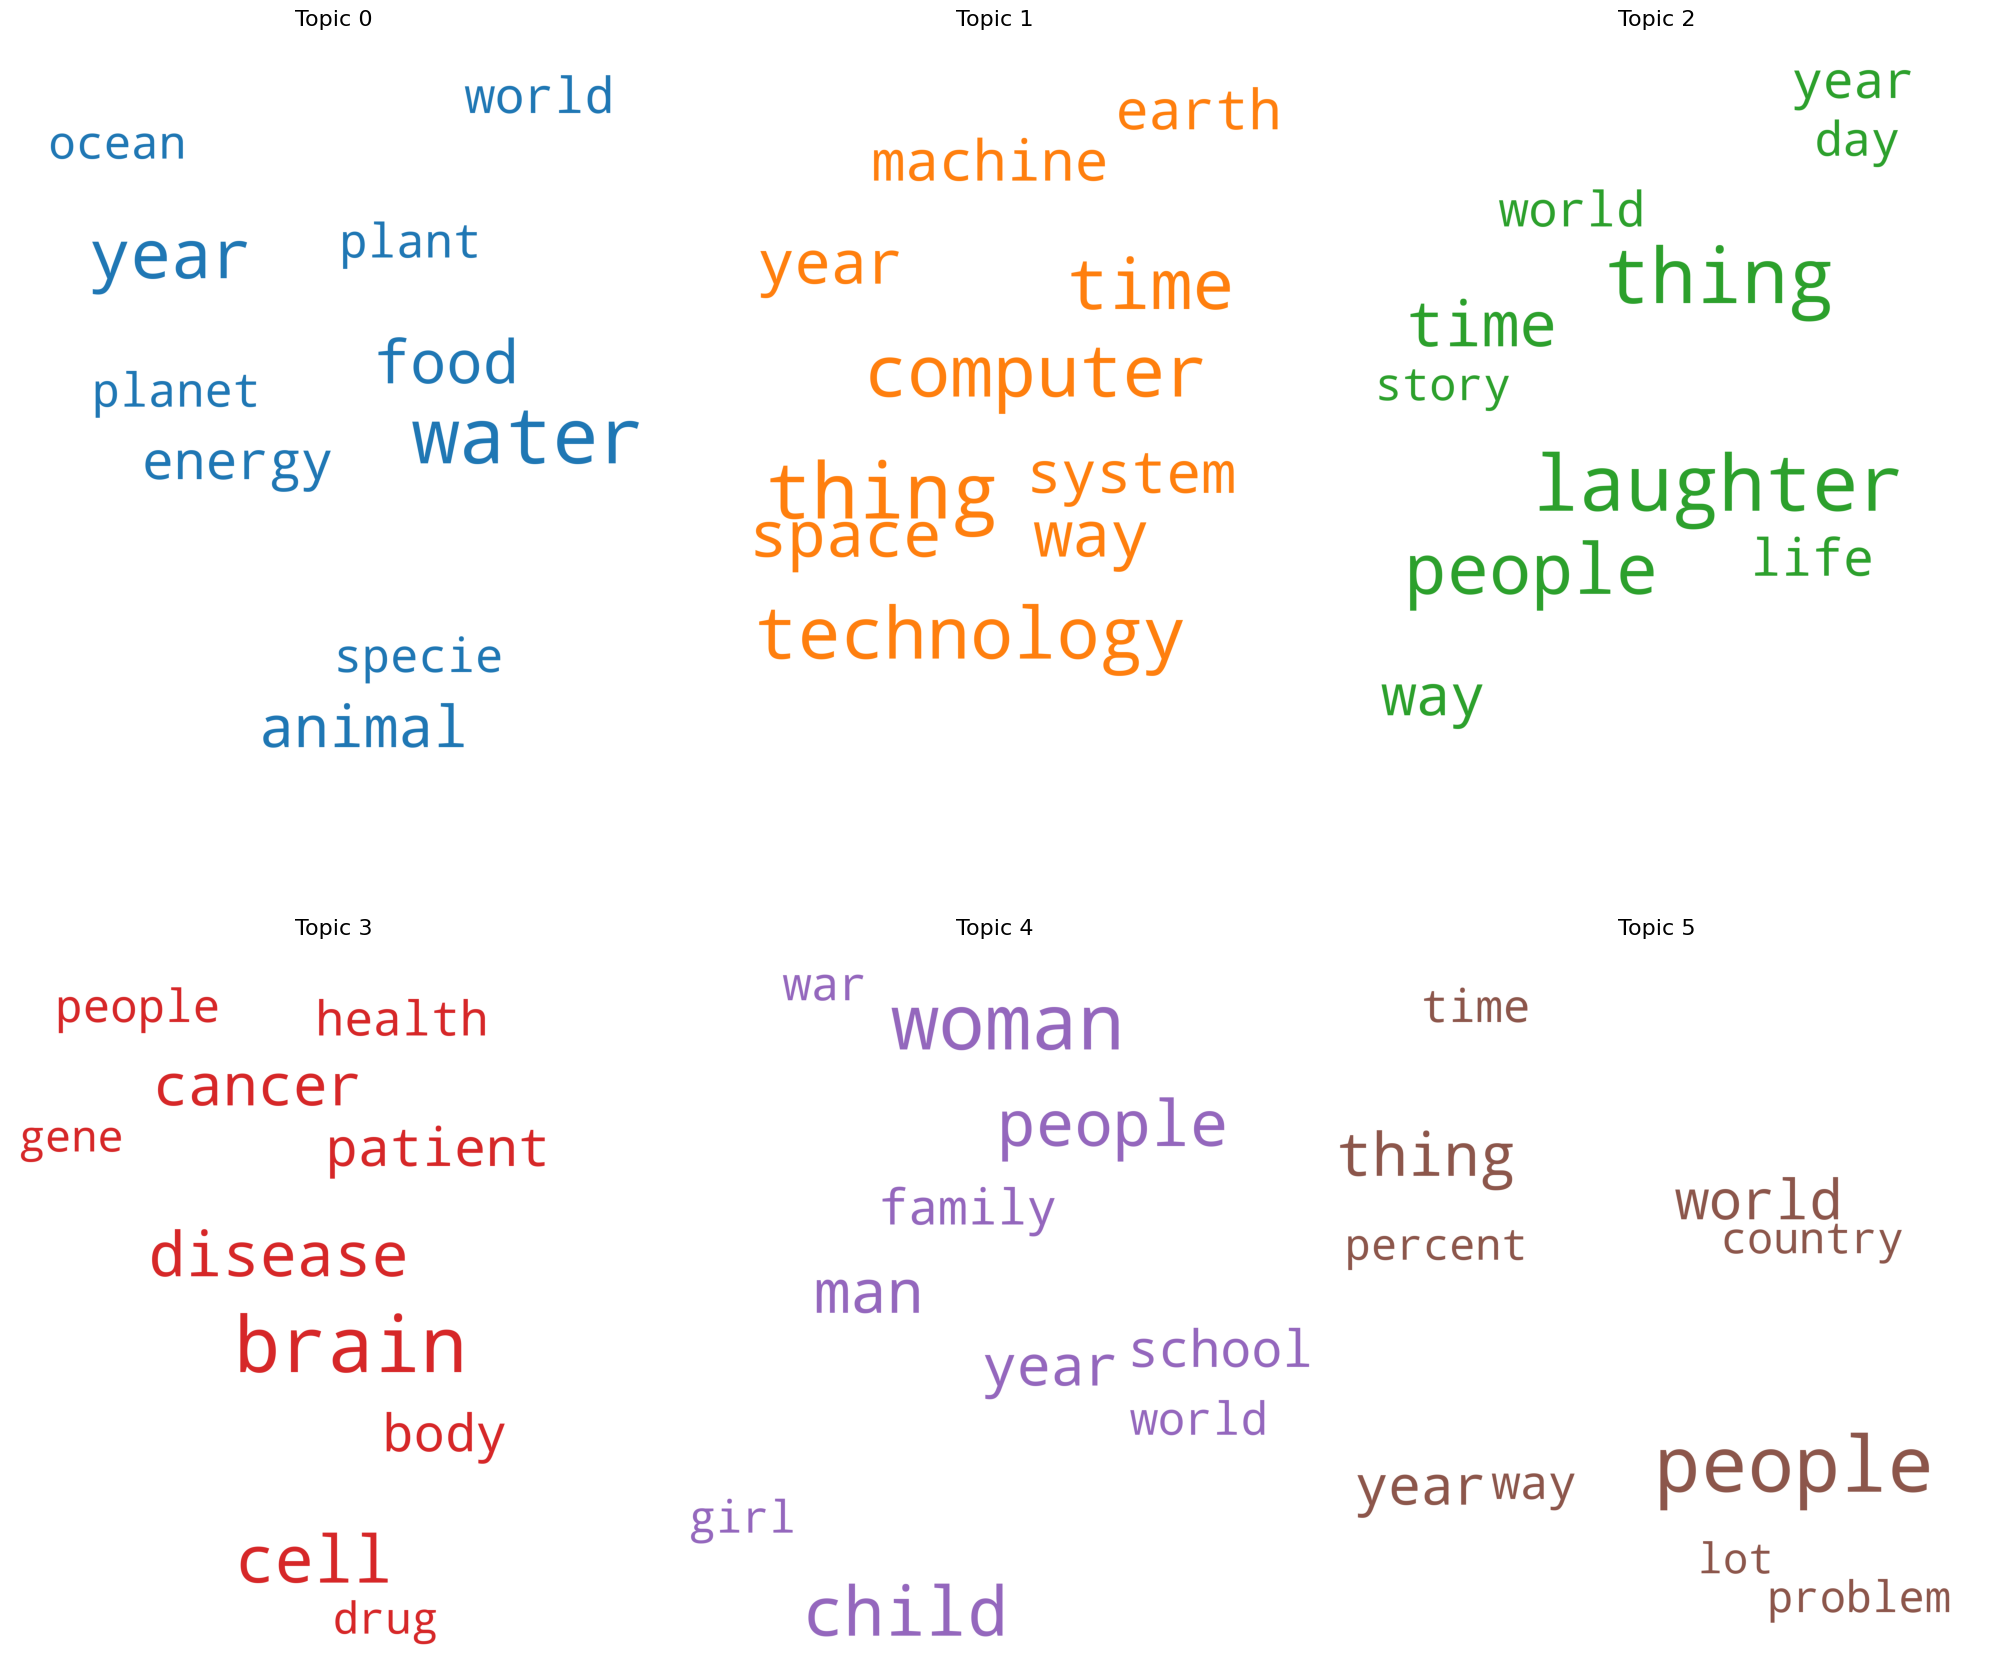 Topic 0
world
ocean
year
plant
food
planet
water
energy
specie
animal
Topic 1
earth
machine
year
time
computer
thing
system
space
way
technology
Topic 2
year
day
world
thing
time
story
laughter
people
life
way
Topic 3
people
health
cancer
gene
patient
disease
brain
body
cell
drug
Topic 4
war
woman
people
family
man
school
year
world
girl
child
Topic 5
time
thing
world
percent
country
people
year way
lot
problem